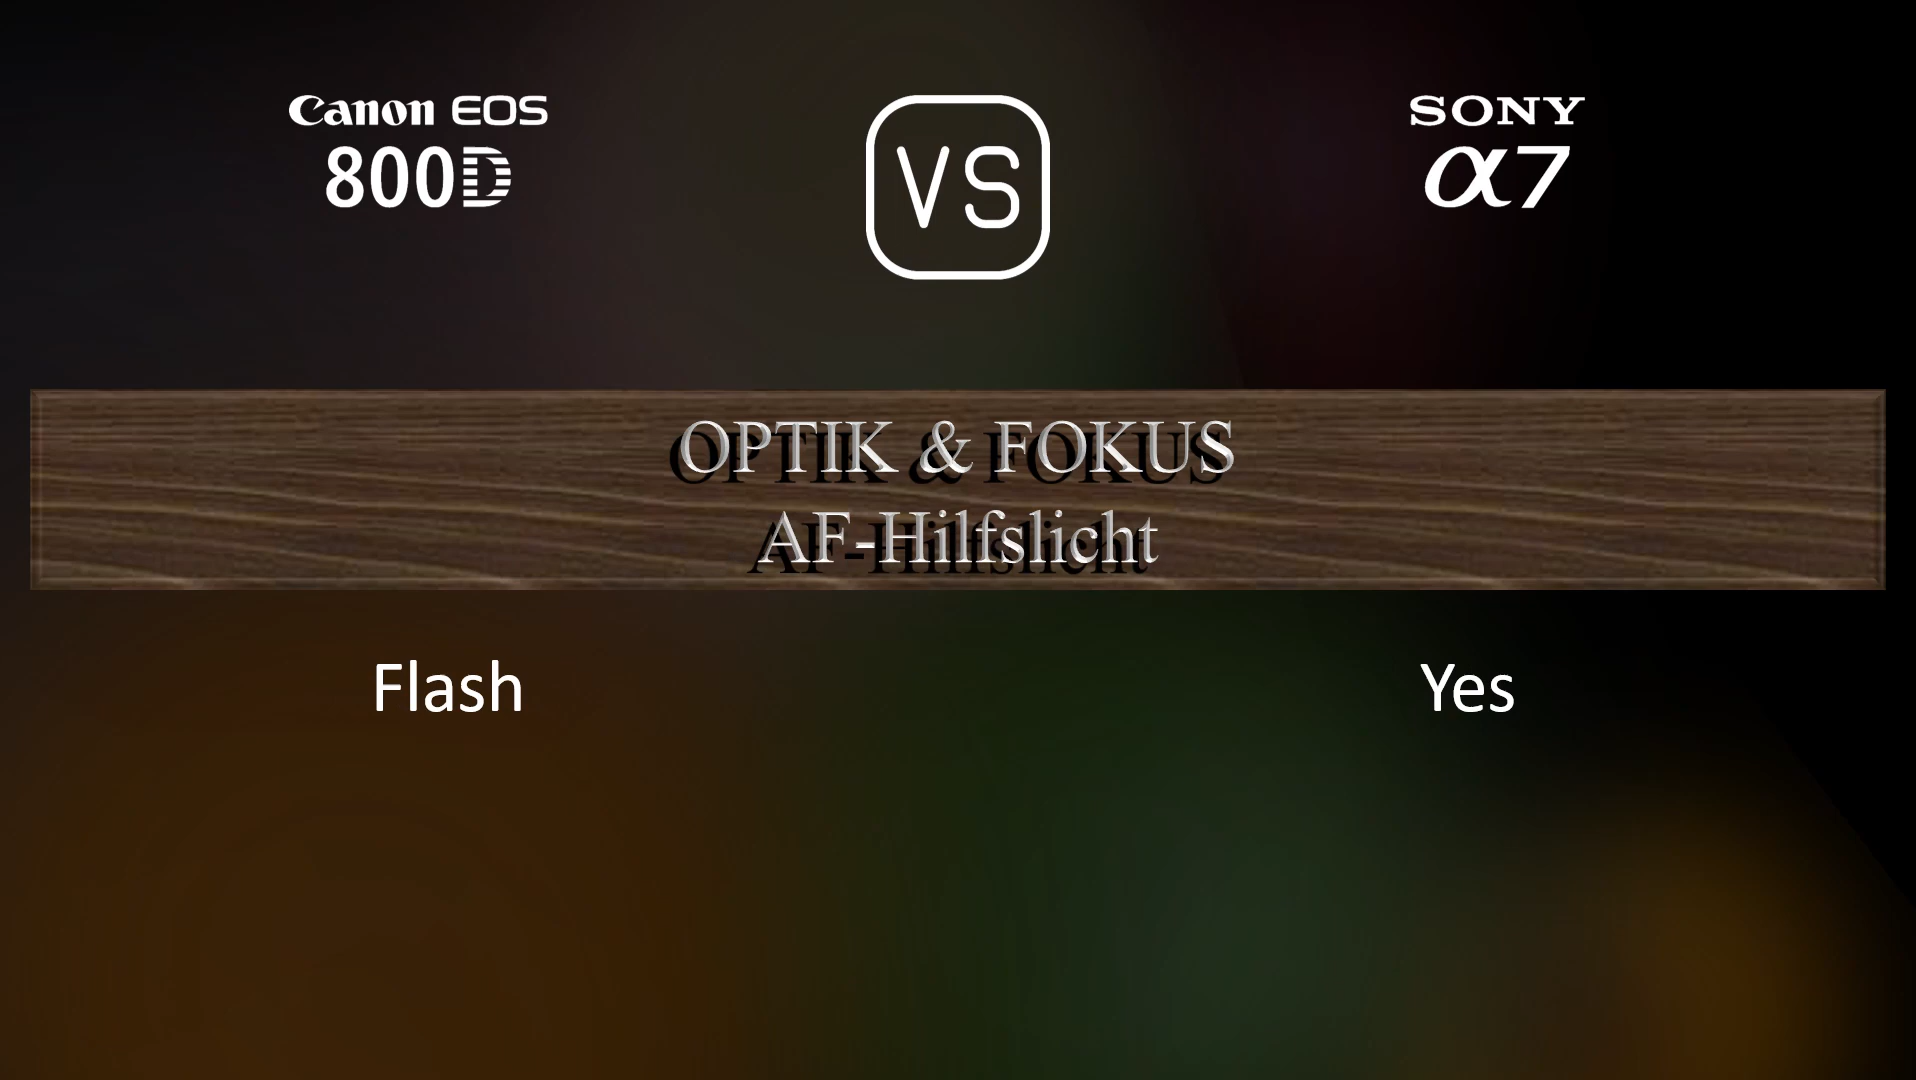 Canon EOS
800D
VS
SONY
α7
OPTIK & FOKUS
AF-Hilfslicht
Flash
Yes